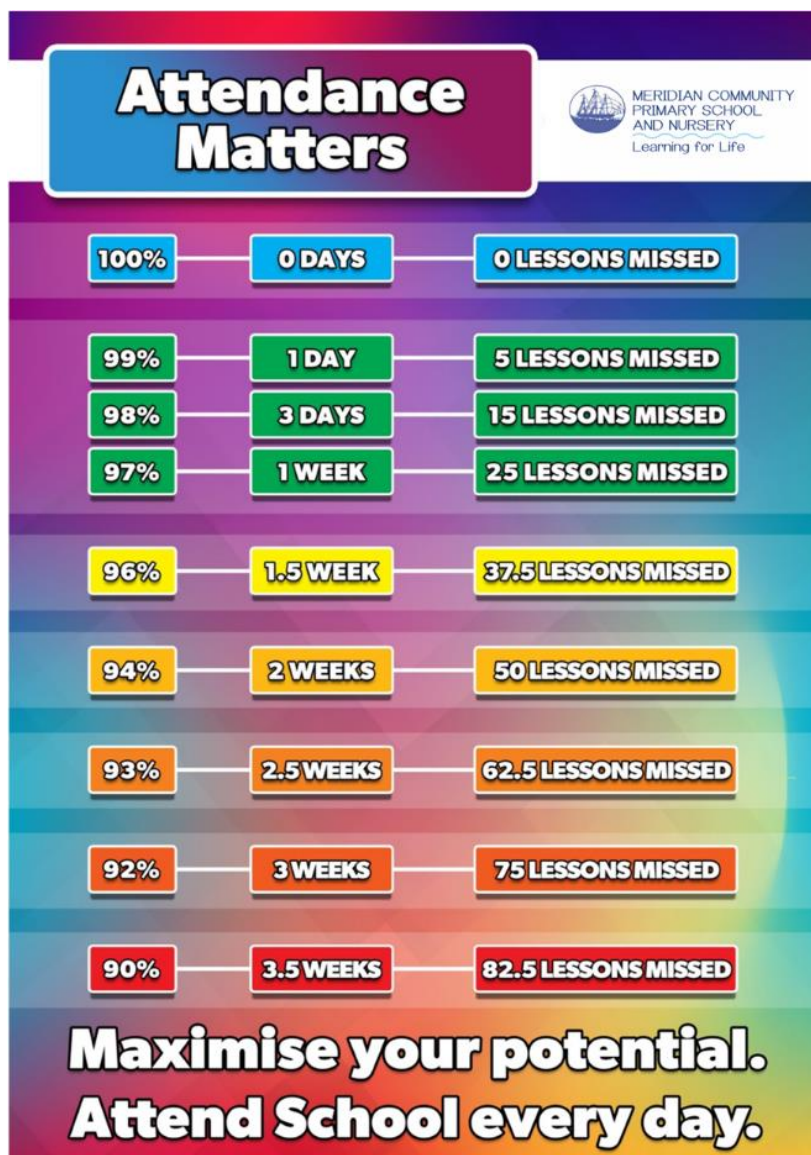 Attendance
Matters
MERIDIAN COMMUNITY
PRIMARY SCHOOL
AND NURSERY
Learning for Life
100% 0 DAYS 0 LESSONS MISSED
99% 1 DAY 5 LESSONS MISSED
98% 3 DAYS 15 LESSONS MISSED
97% 1 WEEK 25 LESSONS MISSED
96% 1.5 WEEK 37.5 LESSONS MISSED
94% 2 WEEKS 50 LESSONS MISSED
93% 2.5 WEEKS 62.5 LESSONS MISSED
92% 3 WEEKS 75 LESSONS MISSED
90% 3.5 WEEKS 82.5 LESSONS MISSED
Maximise your potential.
Attend School every day.